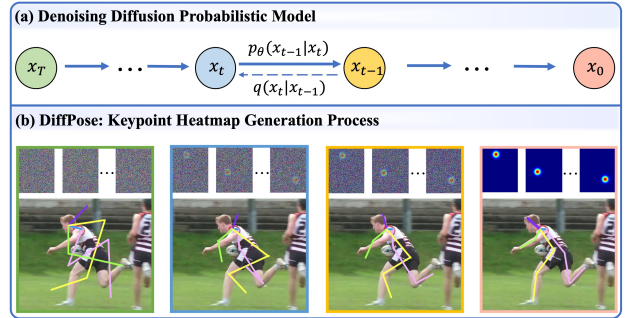 (a) Denoising Diffusion Probabilistic Model
x_T ... x_t p_θ(x_{t−1}|x_t) x_{t−1} ... x_0
q(x_t|x_{t−1})
(b) DiffPose: Keypoint Heatmap Generation Process
... ... ... ...